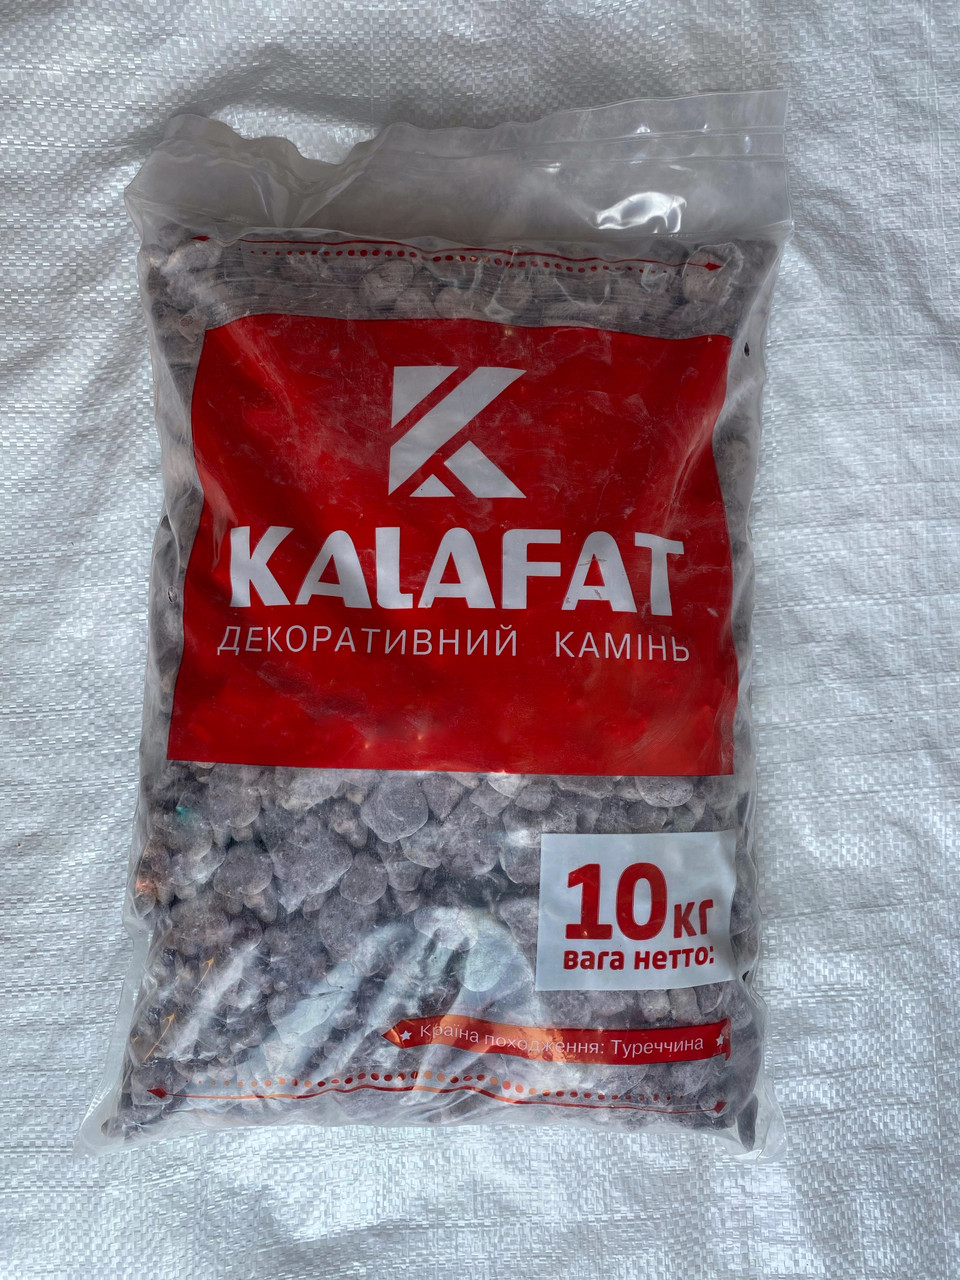 KALAFAT
ДЕКОРАТИВНИЙ КАМІНЬ
10кг
вага нетто:
Країна походження: Туреччина